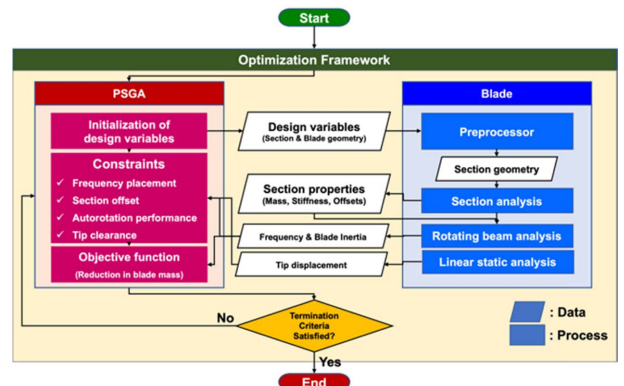 Start
Optimization Framework
PSGA
Blade
Initialization of
design variables
Design variables
(Section & Blade geometry)
Preprocessor
Section geometry
Constraints
✓ Frequency placement
✓ Section offset
✓ Autorotation performance
✓ Tip clearance
Section properties
(Mass, Stiffness, Offsets)
Section analysis
Frequency & Blade Inertia
Rotating beam analysis
Objective function
(Reduction in blade mass)
Tip displacement
Linear static analysis
No
Termination
Criteria
Satisfied?
: Data
: Process
Yes
End